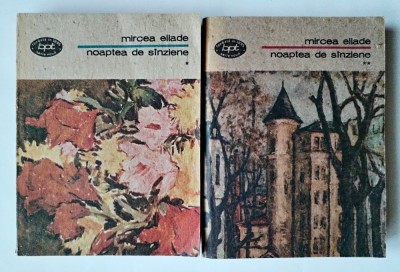 bpt
mircea eliade
noaptea de sînziene
*
bpt
mircea eliade
noaptea de sînziene
**